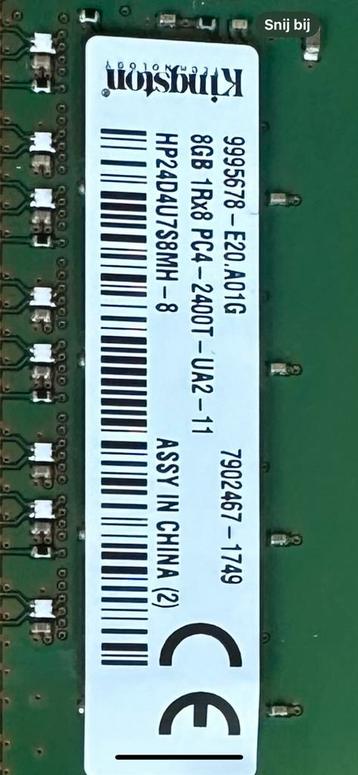 Snij bij
Kingston
TECHNOLOGY
9995678-E20.A01G 7902467-1749
8GB 1Rx8 PC4-2400T-UA2-11
HP24D4U7S8MH-8 ASSY IN CHINA (2)
CE